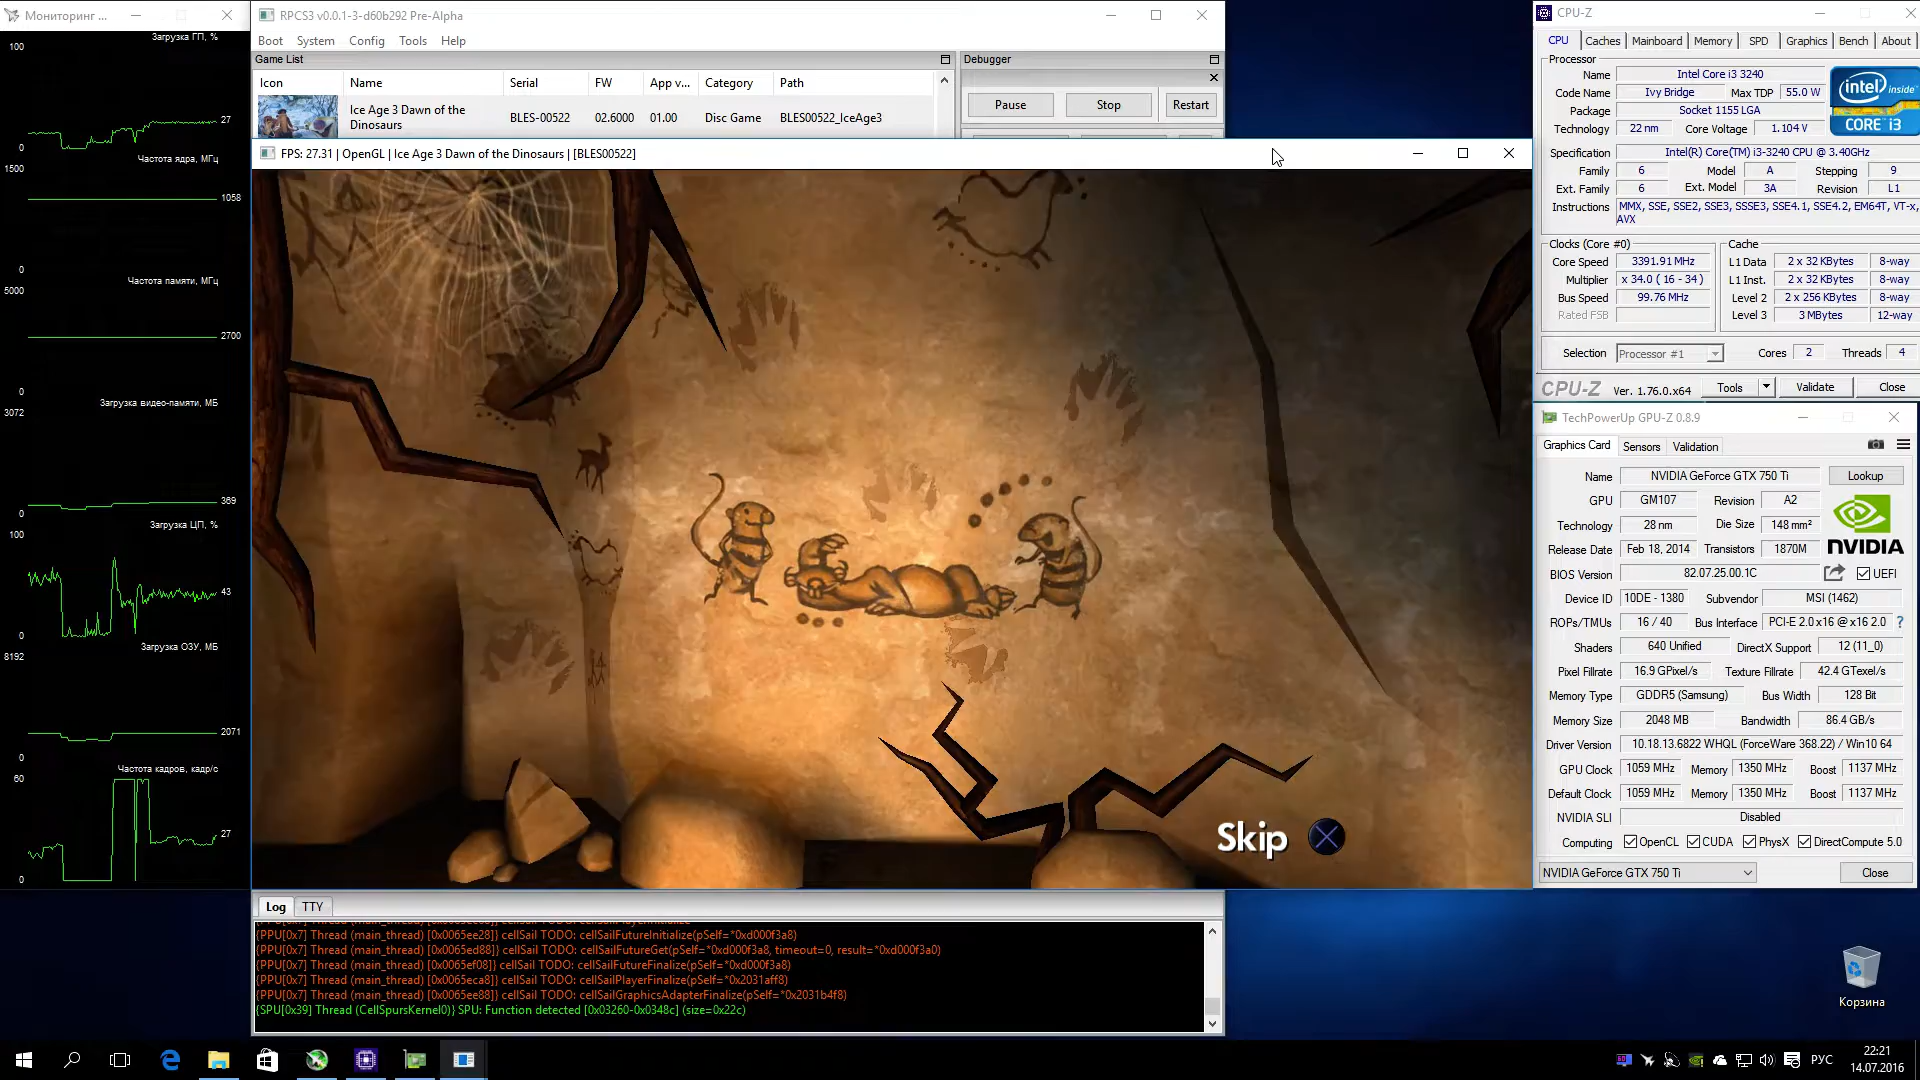 Мониторинг ...
Загрузка ГП, %
100
27
0
Частота ядра, МГц
1500
1058
0
Частота памяти, МГц
5000
2700
0
Загрузка видео-памяти, МБ
3072
369
0
Загрузка ЦП, %
100
43
0
Загрузка ОЗУ, МБ
8192
2071
0
Частота кадров, кадр/с
60
27
0
RPCS3 v0.0.1-3-d60b292 Pre-Alpha
Boot System Config Tools Help
Game List
Icon Name Serial FW App v... Category Path
Ice Age 3 Dawn of the
Dinosaurs
BLES-00522 02.6000 01.00 Disc Game BLES00522_IceAge3
Debugger
Pause Stop Restart
FPS: 27.31 | OpenGL | Ice Age 3 Dawn of the Dinosaurs | [BLES00522]
Skip
Log TTY
{PPU[0x7] Thread (main_thread) [0x0065ee28]} cellSail TODO: cellSailFutureInitialize(pSelf=*0xd000f3a8)
{PPU[0x7] Thread (main_thread) [0x0065ed88]} cellSail TODO: cellSailFutureGet(pSelf=*0xd000f3a8, timeout=0, result=*0xd000f3a0)
{PPU[0x7] Thread (main_thread) [0x0065ef08]} cellSail TODO: cellSailFutureFinalize(pSelf=*0xd000f3a8)
{PPU[0x7] Thread (main_thread) [0x0065eca8]} cellSail TODO: cellSailPlayerFinalize(pSelf=*0x2031aff8)
{PPU[0x7] Thread (main_thread) [0x0065ee88]} cellSail TODO: cellSailGraphicsAdapterFinalize(pSelf=*0x2031b4f8)
{SPU[0x39] Thread (CellSpursKernel0)} SPU: Function detected [0x03260-0x0348c] (size=0x22c)
CPU-Z
CPU Caches Mainboard Memory SPD Graphics Bench About
Processor
Name Intel Core i3 3240
Code Name Ivy Bridge Max TDP 55.0 W
Package Socket 1155 LGA
Technology 22 nm Core Voltage 1.104 V
intel inside
CORE i3
Specification Intel(R) Core(TM) i3-3240 CPU @ 3.40GHz
Family 6 Model A Stepping 9
Ext. Family 6 Ext. Model 3A Revision L1
Instructions MMX, SSE, SSE2, SSE3, SSSE3, SSE4.1, SSE4.2, EM64T, VT-x,
AVX
Clocks (Core #0) Cache
Core Speed 3391.91 MHz L1 Data 2 x 32 KBytes 8-way
Multiplier x 34.0 ( 16 - 34 ) L1 Inst. 2 x 32 KBytes 8-way
Bus Speed 99.76 MHz Level 2 2 x 256 KBytes 8-way
Rated FSB Level 3 3 MBytes 12-way
Selection Processor #1 Cores 2 Threads 4
CPU-Z Ver. 1.76.0.x64 Tools Validate Close
TechPowerUp GPU-Z 0.8.9
Graphics Card Sensors Validation
Name NVIDIA GeForce GTX 750 Ti Lookup
GPU GM107 Revision A2
Technology 28 nm Die Size 148 mm²
Release Date Feb 18, 2014 Transistors 1870M
NVIDIA
BIOS Version 82.07.25.00.1C UEFI
Device ID 10DE - 1380 Subvendor MSI (1462)
ROPs/TMUs 16 / 40 Bus Interface PCI-E 2.0 x16 @ x16 2.0 ?
Shaders 640 Unified DirectX Support 12 (11_0)
Pixel Fillrate 16.9 GPixel/s Texture Fillrate 42.4 GTexel/s
Memory Type GDDR5 (Samsung) Bus Width 128 Bit
Memory Size 2048 MB Bandwidth 86.4 GB/s
Driver Version 10.18.13.6822 WHQL (ForceWare 368.22) / Win10 64
GPU Clock 1059 MHz Memory 1350 MHz Boost 1137 MHz
Default Clock 1059 MHz Memory 1350 MHz Boost 1137 MHz
NVIDIA SLI Disabled
Computing OpenCL CUDA PhysX DirectCompute 5.0
NVIDIA GeForce GTX 750 Ti Close
Корзина
РУС
22:21
14.07.2016